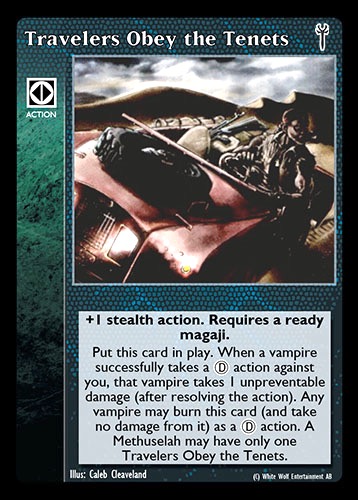 Travelers Obey the Tenets
ACTION
+1 stealth action. Requires a ready
magaji.
Put this card in play. When a vampire
successfully takes a Ⓓ action against
you, that vampire takes 1 unpreventable
damage (after resolving the action). Any
vampire may burn this card (and take
no damage from it) as a Ⓓ action. A
Methuselah may have only one
Travelers Obey the Tenets.
Illus: Caleb Cleaveland
(C) White Wolf Entertainment AB